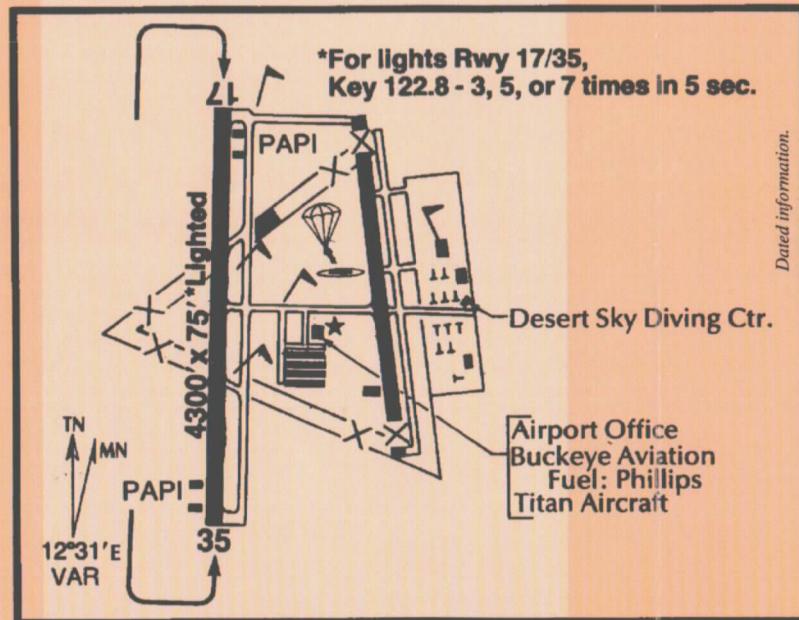 *For lights Rwy 17/35,
Key 122.8 - 3, 5, or 7 times in 5 sec.
17
PAPI
Dated information.
4300' x 75' *Lighted
Desert Sky Diving Ctr.
TN
MN
PAPI
Airport Office
Buckeye Aviation
Fuel: Phillips
Titan Aircraft
35
12°31'E
VAR